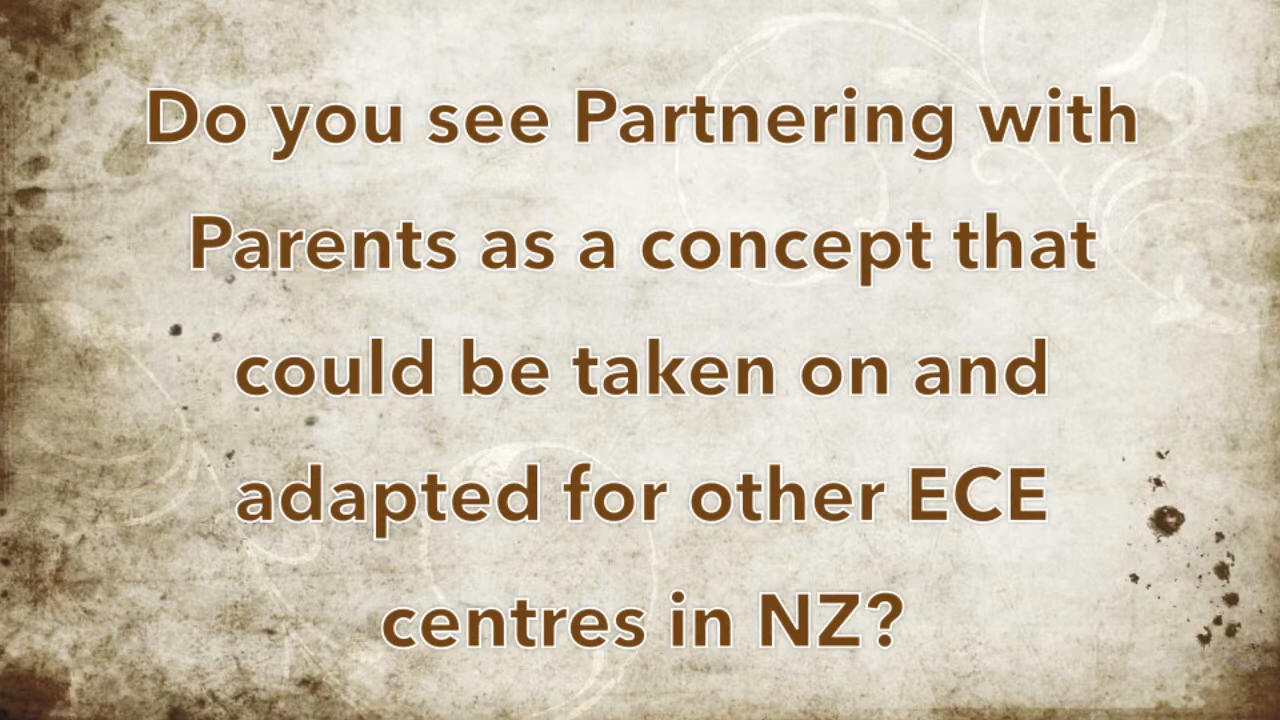 Do you see Partnering with
Parents as a concept that
could be taken on and
adapted for other ECE
centres in NZ?